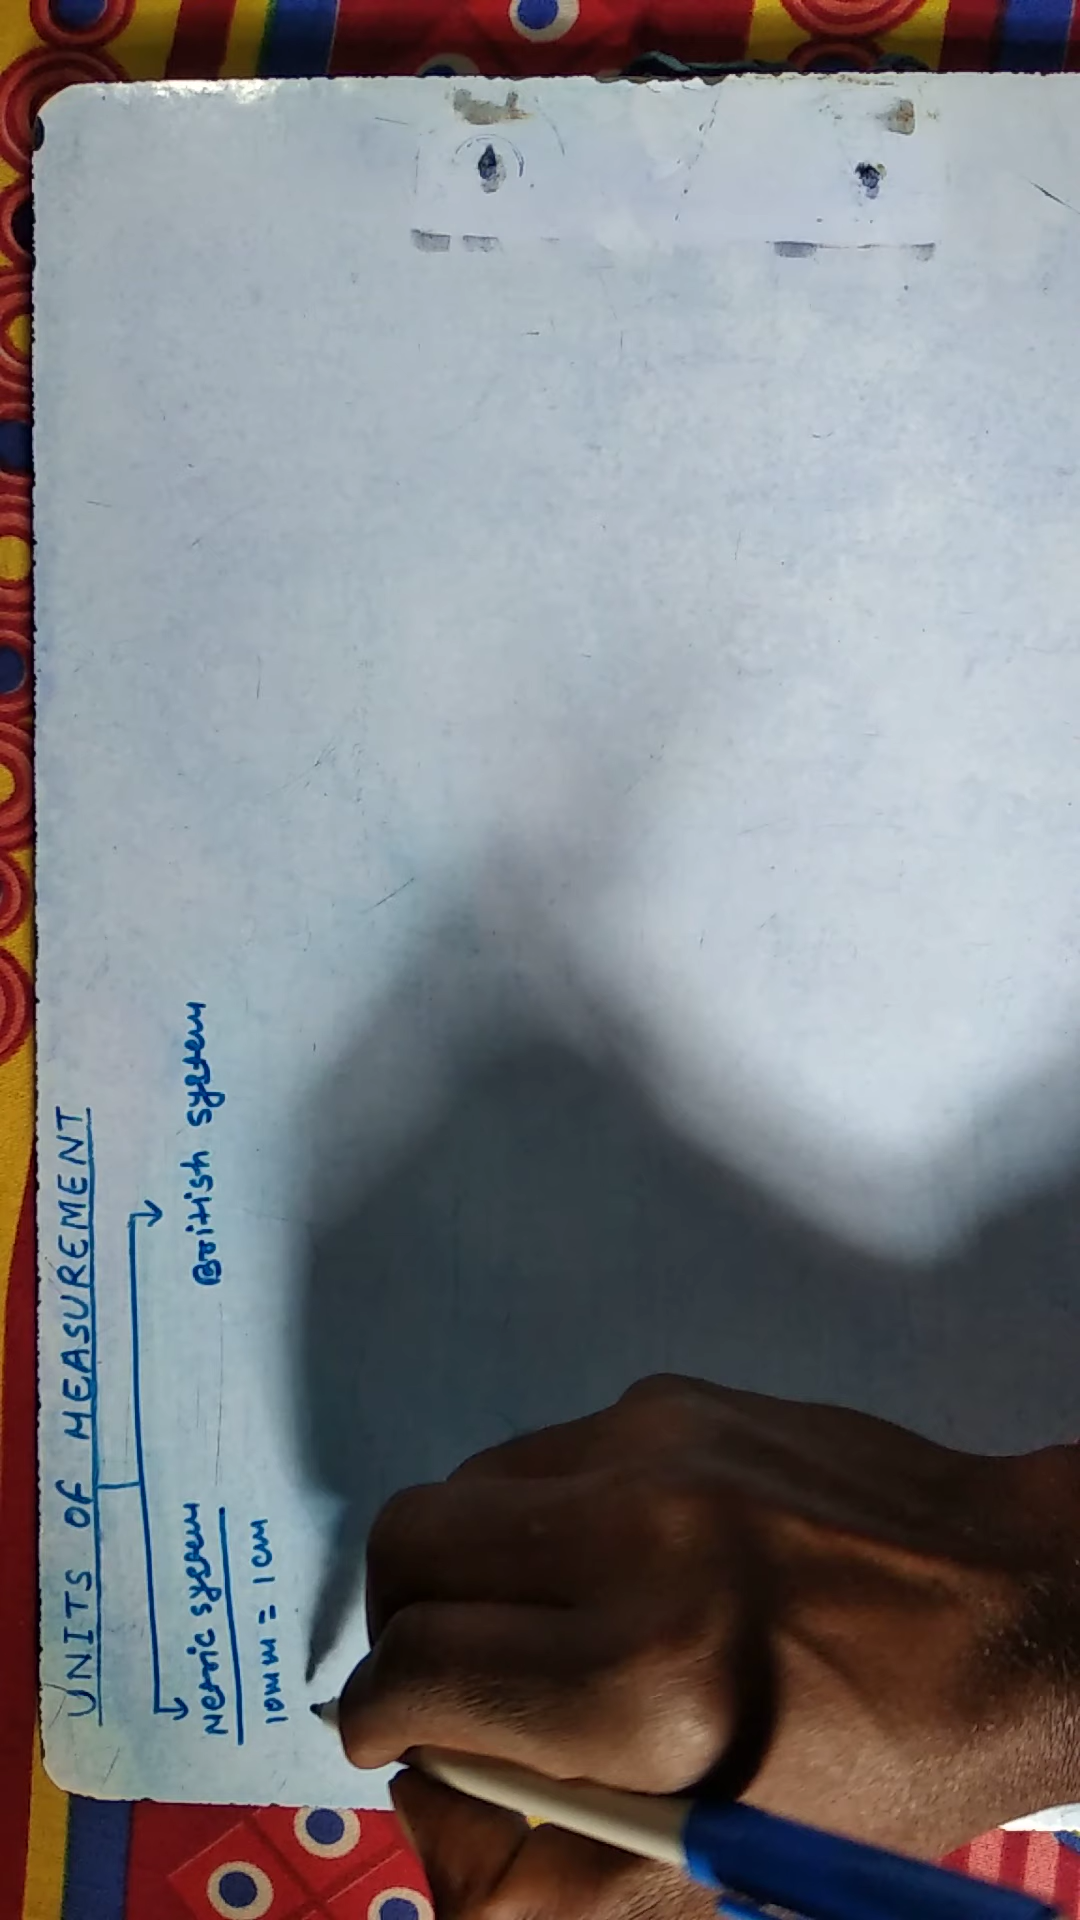 UNITS OF MEASUREMENT
Metric system British system
10mm = 1cm